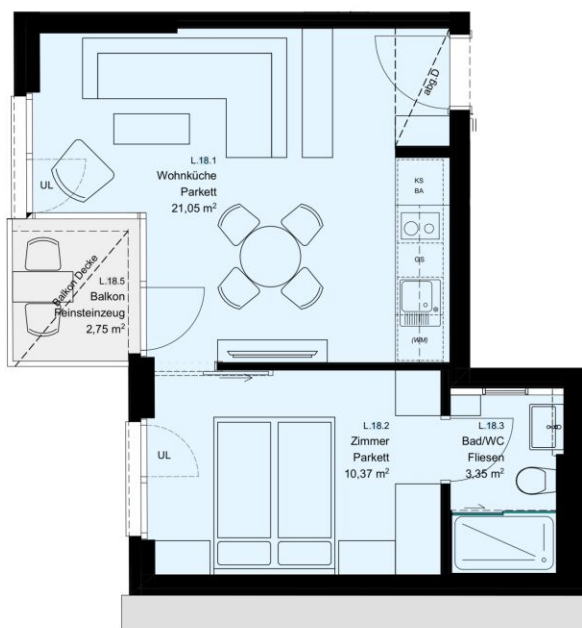 abg.D
L.18.1
Wohnküche
Parkett
21,05 m²
UL
KS
BA
GS
(WM)
Balkon Decke
L.18.5
Balkon
Feinsteinzeug
2,75 m²
L.18.2
Zimmer
Parkett
10,37 m²
UL
L.18.3
Bad/WC
Fliesen
3,35 m²